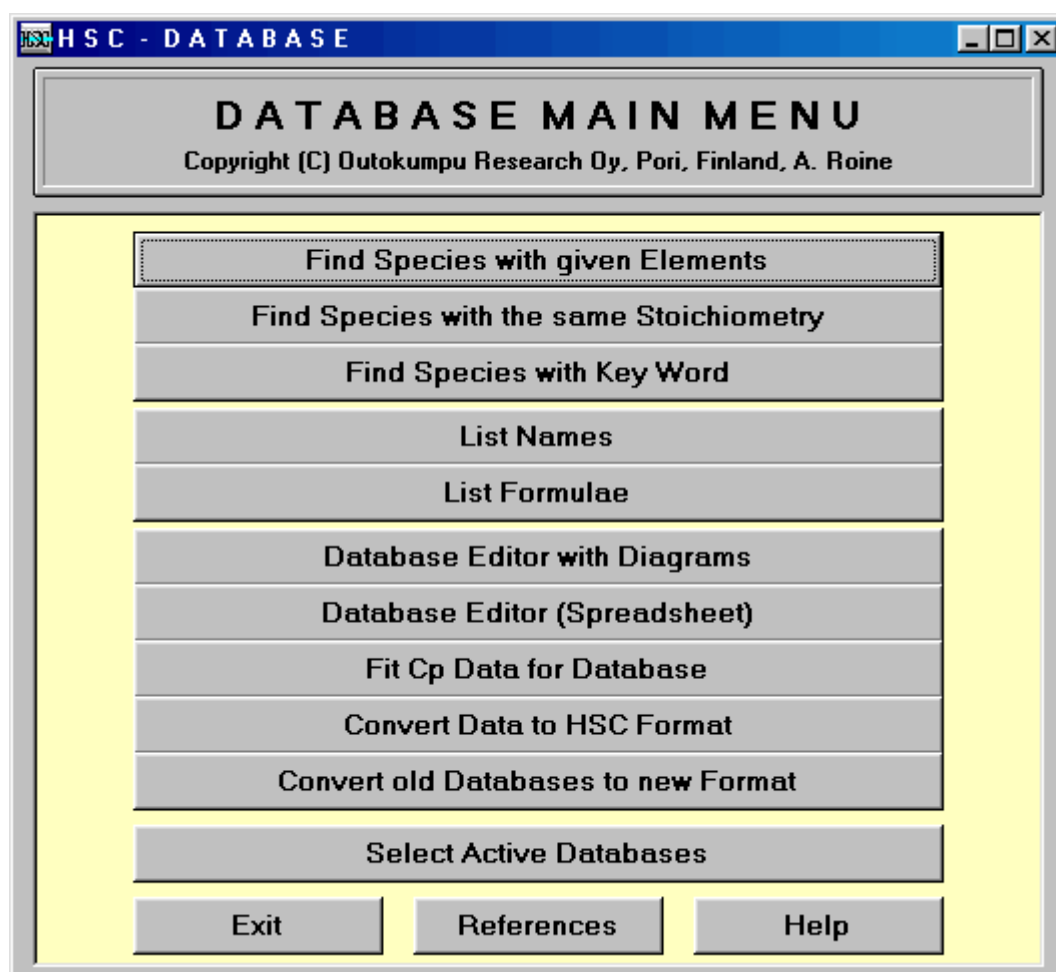 HSC HSC - DATABASE
DATABASE MAIN MENU
Copyright (C) Outokumpu Research Oy, Pori, Finland, A. Roine
Find Species with given Elements
Find Species with the same Stoichiometry
Find Species with Key Word
List Names
List Formulae
Database Editor with Diagrams
Database Editor (Spreadsheet)
Fit Cp Data for Database
Convert Data to HSC Format
Convert old Databases to new Format
Select Active Databases
Exit References Help